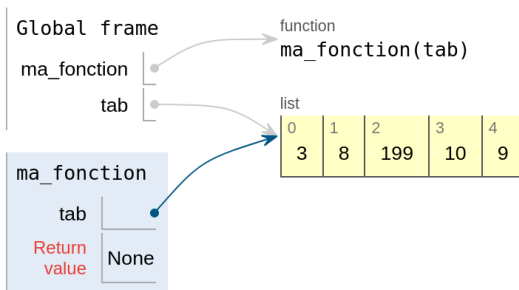 Global frame
ma_fonction
tab
function
ma_fonction(tab)
list
0 1 2 3 4
3 8 199 10 9
ma_fonction
tab
Return
value
None